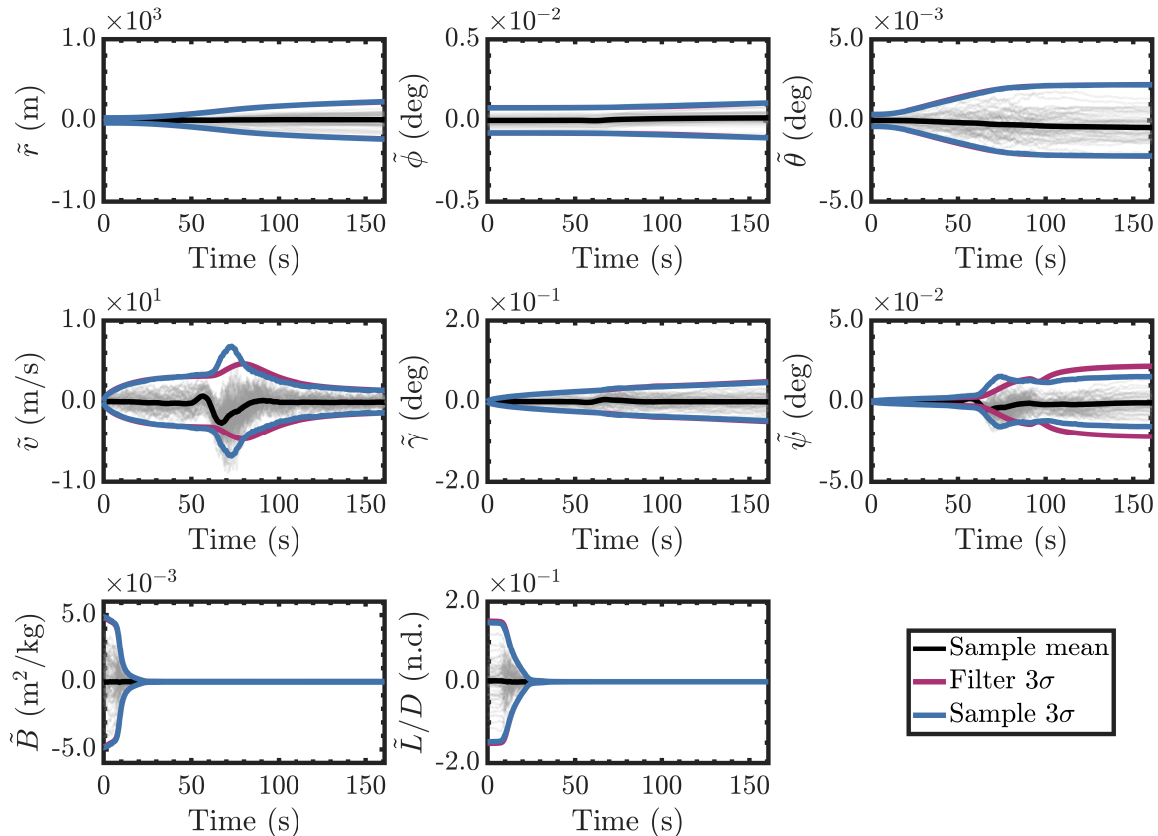 ×10³ ×10⁻² ×10⁻³
1.0 0.5 5.0
r̃ (m) 0.0 ϕ̃ (deg) 0.0 θ̃ (deg) 0.0
-1.0 -0.5 -5.0
0 50 100 150 0 50 100 150 0 50 100 150
Time (s) Time (s) Time (s)
×10¹ ×10⁻¹ ×10⁻²
1.0 2.0 5.0
ṽ (m/s) 0.0 γ̃ (deg) 0.0 ψ̃ (deg) 0.0
-1.0 -2.0 -5.0
0 50 100 150 0 50 100 150 0 50 100 150
Time (s) Time (s) Time (s)
×10⁻³ ×10⁻¹
5.0 2.0
B̃ (m²/kg) 0.0 L̃/D (n.d.) 0.0
-5.0 -2.0
0 50 100 150 0 50 100 150
Time (s) Time (s)
Sample mean
Filter 3σ
Sample 3σ